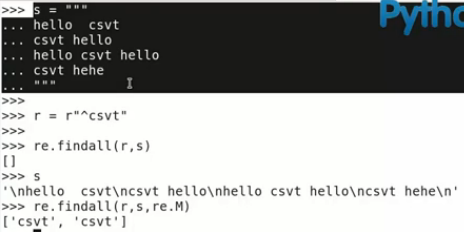 >>> s = """
... hello  csvt
... csvt hello
... hello csvt hello
... csvt hehe
... """
>>>
>>> r = r"^csvt"
>>>
>>> re.findall(r,s)
[]
>>> s
'\nhello  csvt\ncsvt hello\nhello csvt hello\ncsvt hehe\n'
>>> re.findall(r,s,re.M)
['csvt', 'csvt']
Pytho